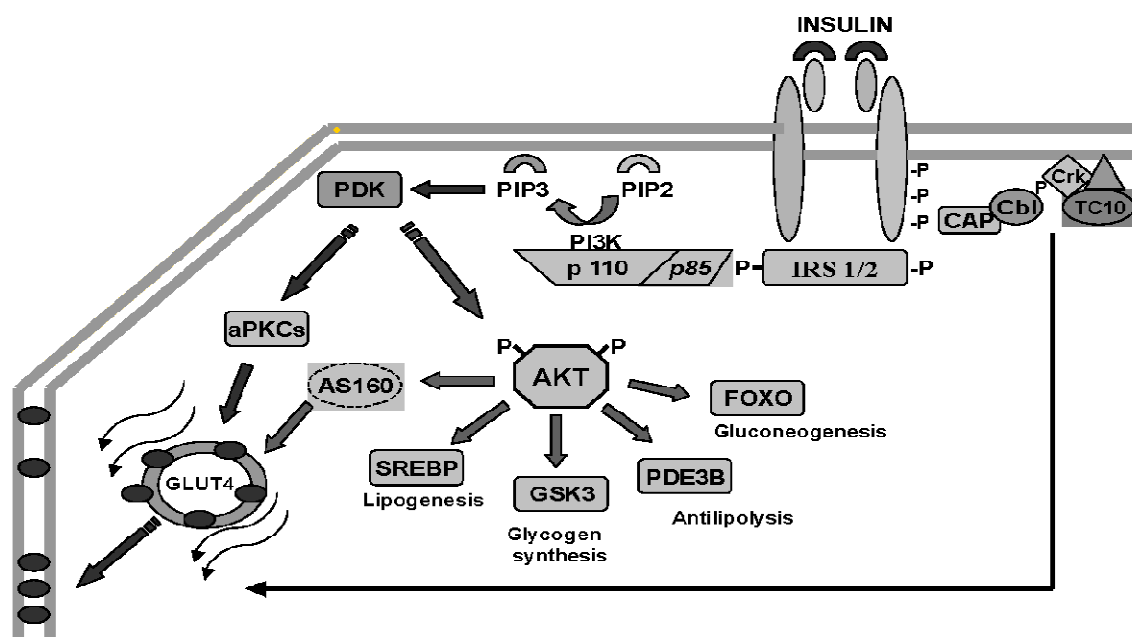 INSULIN
PDK
PIP3
PIP2
-P
-P
-P
CAP
Cbl
P
Crk
TC10
PI3K
p 110
p85
P
IRS 1/2
-P
aPKCs
AS160
P
P
AKT
FOXO
Gluconeogenesis
SREBP
Lipogenesis
GSK3
Glycogen
synthesis
PDE3B
Antilipolysis
GLUT4